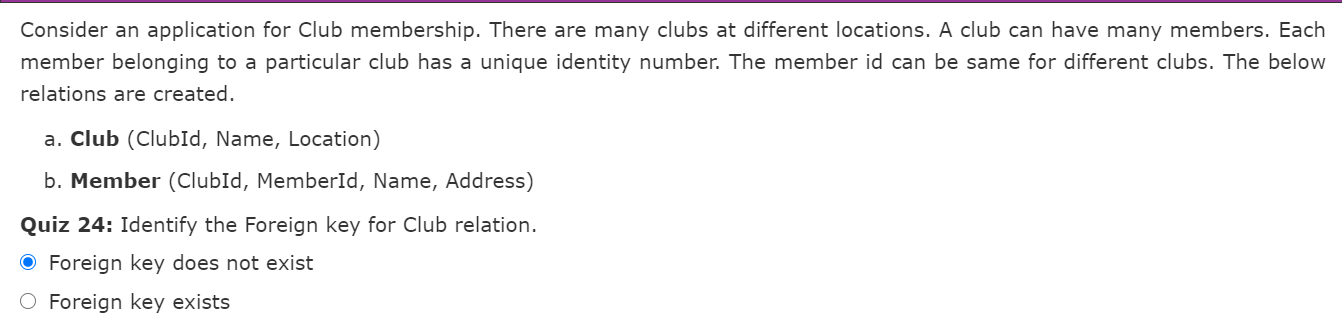 Consider an application for Club membership. There are many clubs at different locations. A club can have many members. Each
member belonging to a particular club has a unique identity number. The member id can be same for different clubs. The below
relations are created.
a. Club (ClubId, Name, Location)
b. Member (ClubId, MemberId, Name, Address)
Quiz 24: Identify the Foreign key for Club relation.
Foreign key does not exist
Foreign key exists